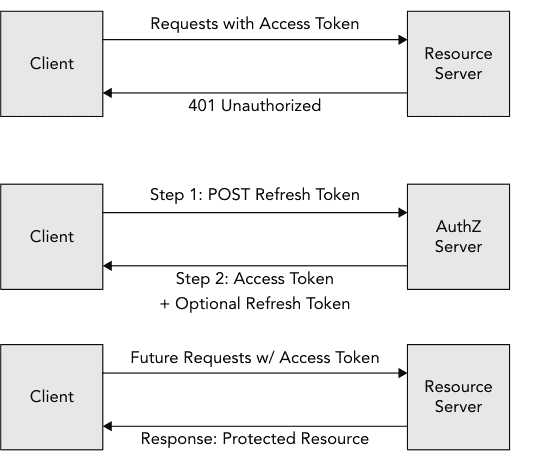 Requests with Access Token
Client
Resource
Server
401 Unauthorized
Step 1: POST Refresh Token
Client
AuthZ
Server
Step 2: Access Token
+ Optional Refresh Token
Future Requests w/ Access Token
Client
Resource
Server
Response: Protected Resource